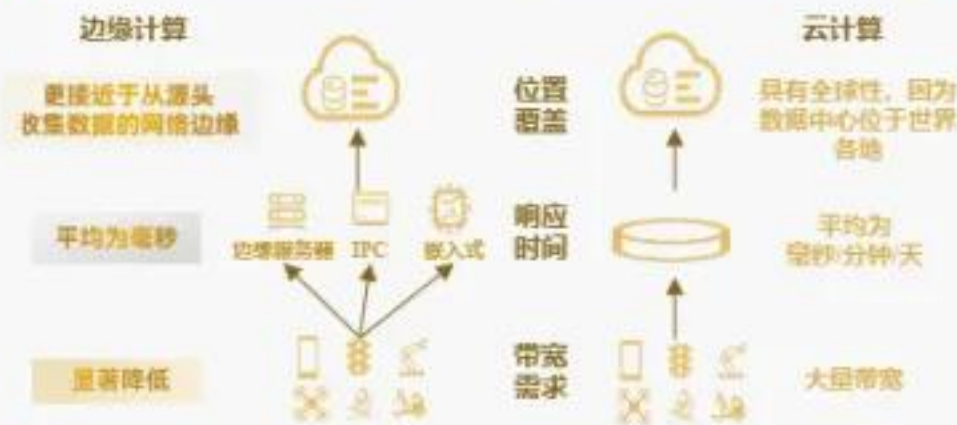 边缘计算
云计算
更接近于从源头
收集数据的网络边缘
位置
覆盖
具有全球性，因为
数据中心位于世界
各地
平均为毫秒
边缘服务器
IPC
嵌入式
响应
时间
平均为
毫秒/分钟/天
显著降低
带宽
需求
大量带宽